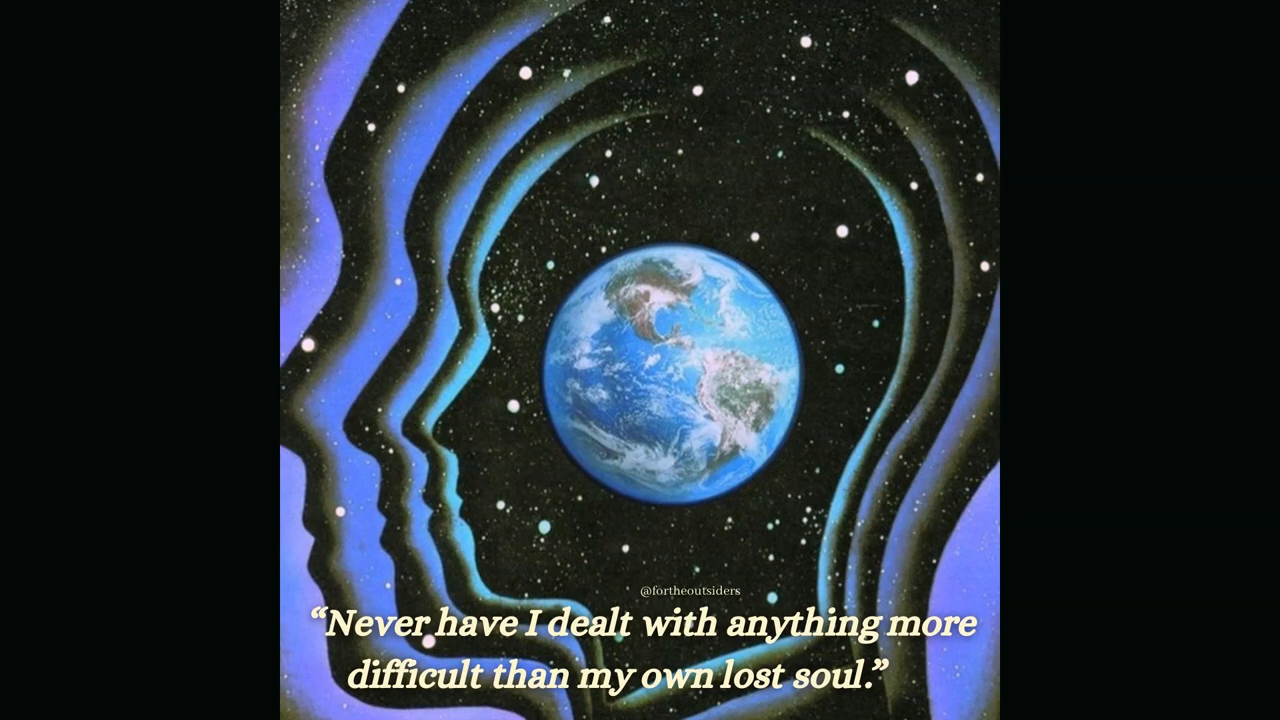 @fortheoutsiders
“Never have I dealt with anything more
difficult than my own lost soul.”